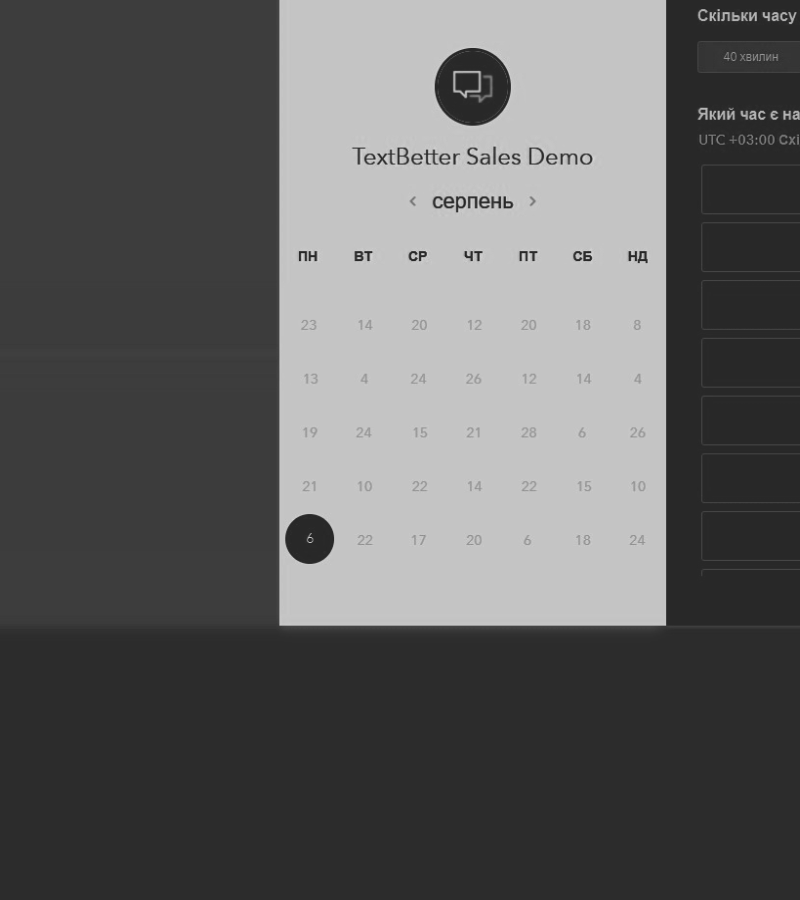 TextBetter Sales Demo
серпень
ПН ВТ СР ЧТ ПТ СБ НД
23 14 20 12 20 18 8
13 4 24 26 12 14 4
19 24 15 21 28 6 26
21 10 22 14 22 15 10
6 22 17 20 6 18 24
Скільки часу
40 хвилин
Який час є на
UTC +03:00 Схі